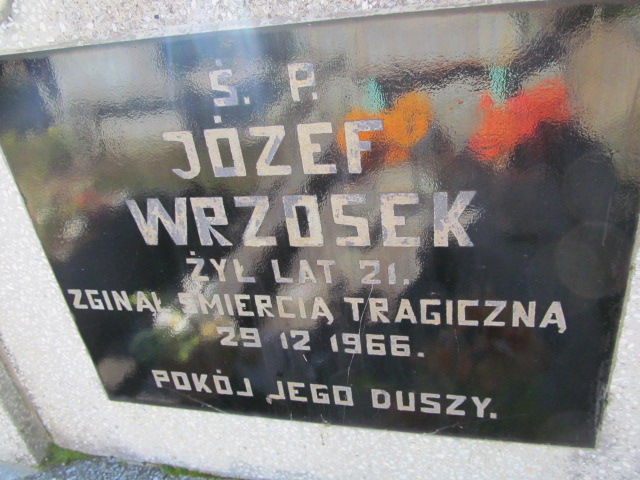 Ś. P.
JÓZEF
WRZOSEK
ŻYŁ LAT 21.
ZGINĄŁ ŚMIERCIĄ TRAGICZNĄ
29 12 1966.
POKÓJ JEGO DUSZY.